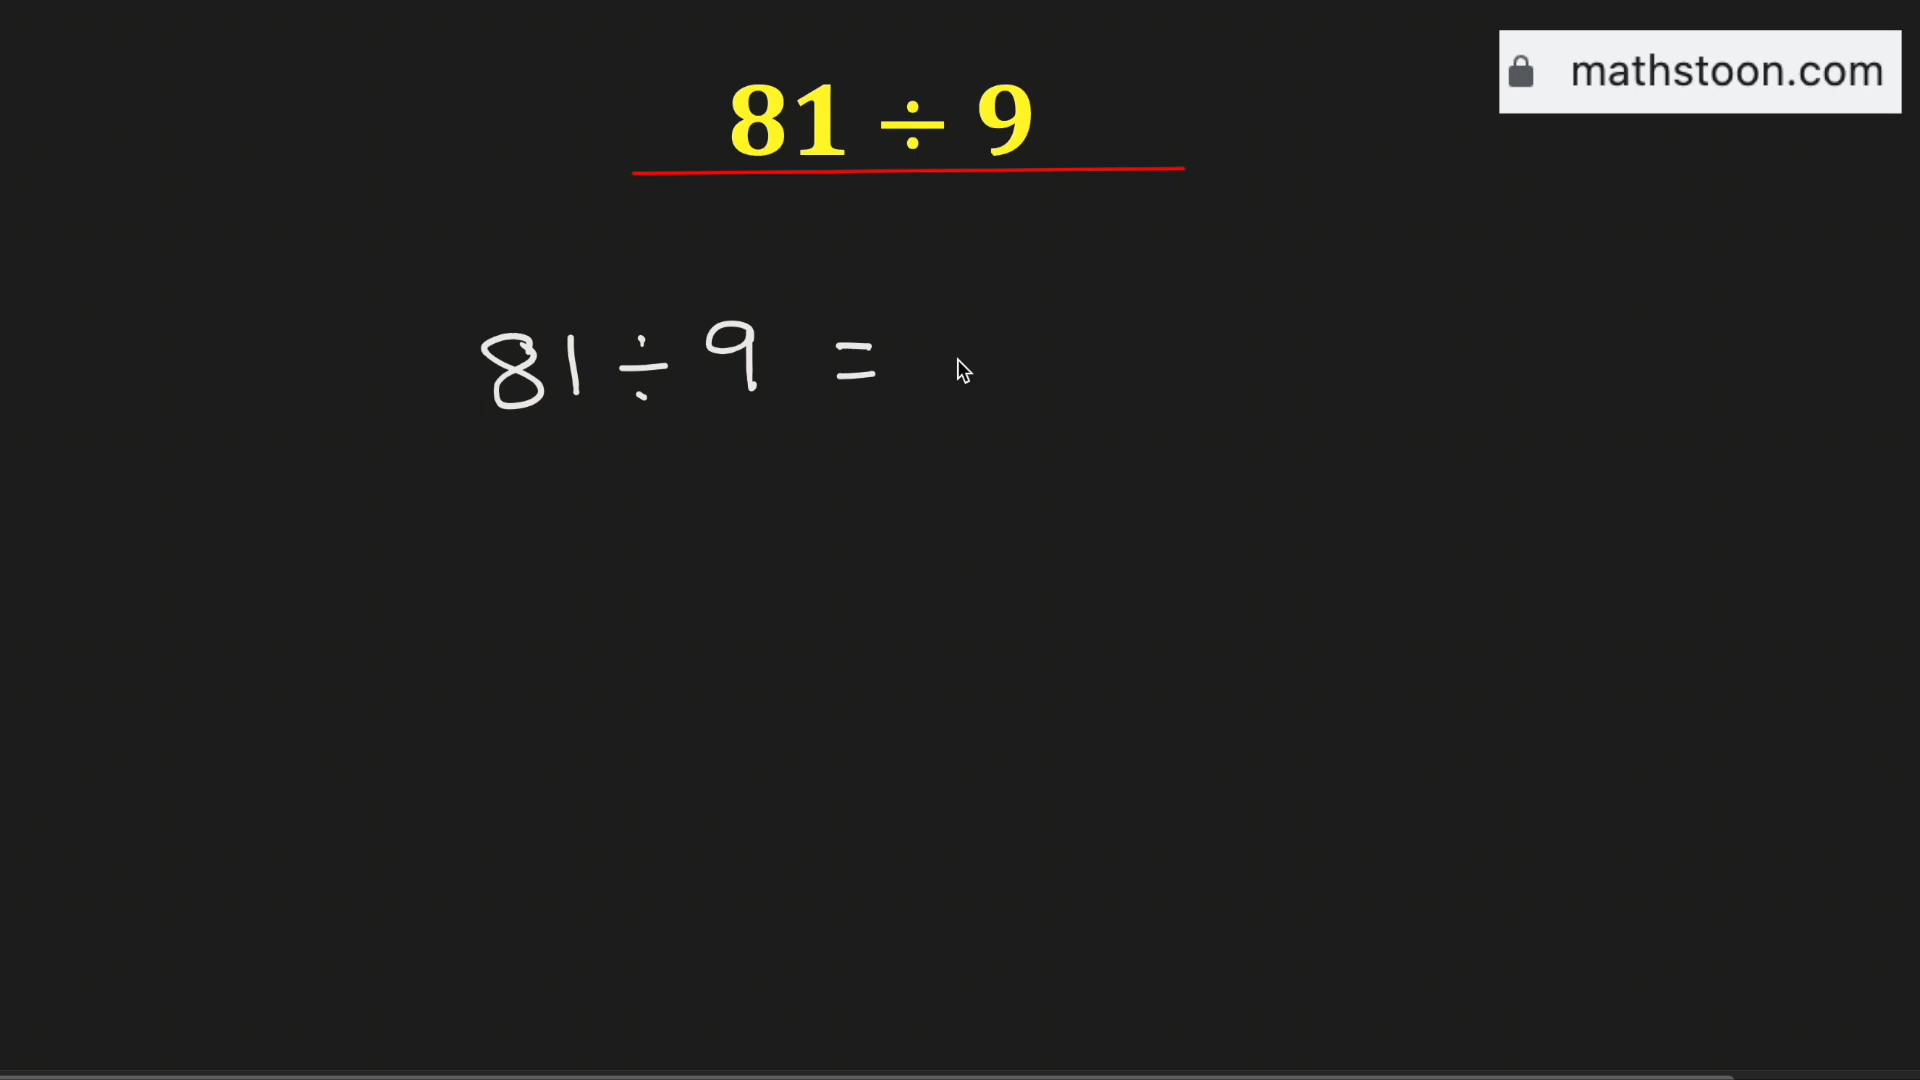 81 ÷ 9
mathstoon.com
81 ÷ 9 =